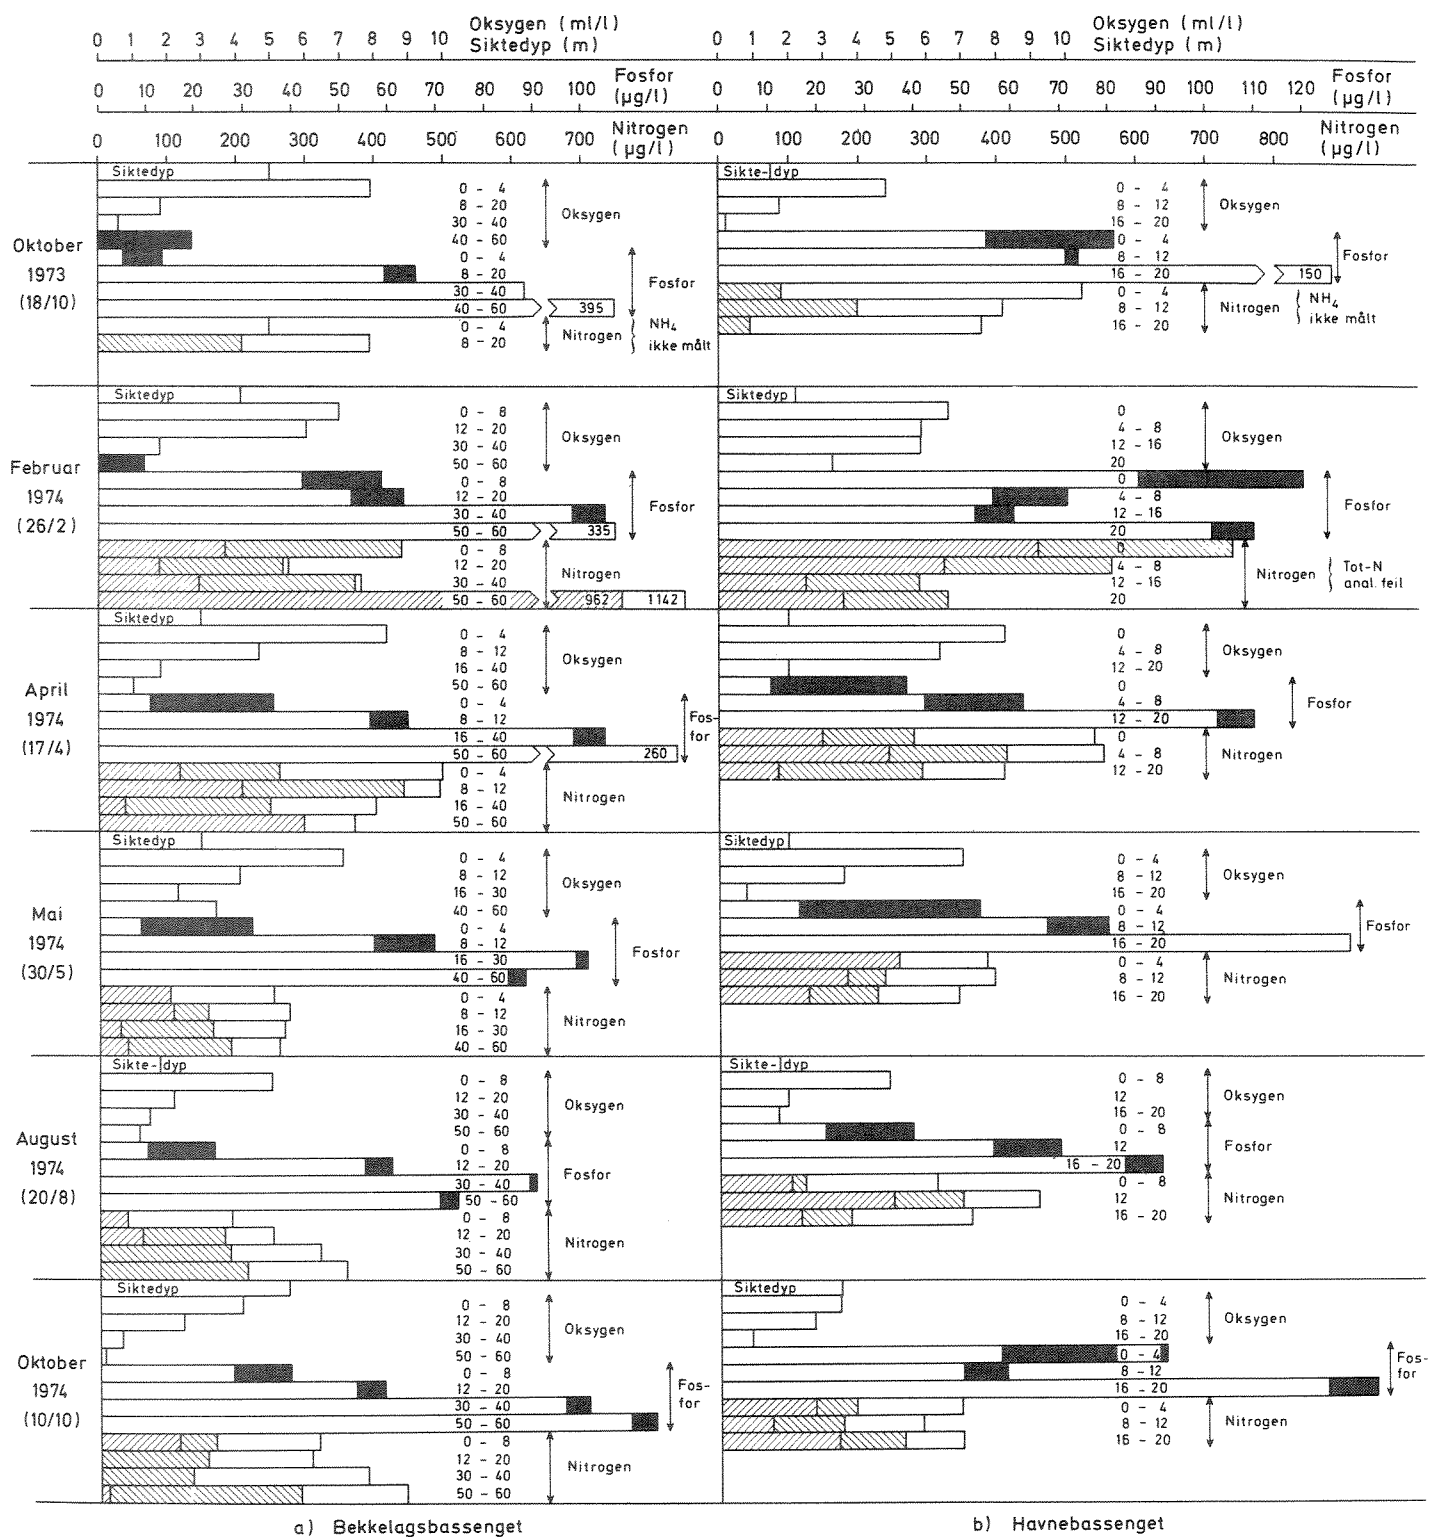 Oksygen (ml/l)
0 1 2 3 4 5 6 7 8 9 10 Siktedyp (m)
Oksygen (ml/l)
0 1 2 3 4 5 6 7 8 9 10 Siktedyp (m)
Fosfor
0 10 20 30 40 50 60 70 80 90 100 (µg/l)
Fosfor
0 10 20 30 40 50 60 70 80 90 100 110 120 (µg/l)
Nitrogen
0 100 200 300 400 500 600 700 (µg/l)
Nitrogen
0 100 200 300 400 500 600 700 800 (µg/l)
Oktober
1973
(18/10)
Siktedyp
0 - 4
8 - 20
30 - 40
40 - 60
Oksygen
0 - 4
8 - 20
30 - 40
40 - 60 395
Fosfor
0 - 4
8 - 20
Nitrogen
NH4
ikke målt
Sikte-dyp
0 - 4
8 - 12
16 - 20
Oksygen
0 - 4
8 - 12
16 - 20 150
Fosfor
0 - 4
8 - 12
16 - 20
Nitrogen
NH4
ikke målt
Februar
1974
(26/2)
Siktedyp
0 - 8
12 - 20
30 - 40
50 - 60
Oksygen
0 - 8
12 - 20
30 - 40
50 - 60 335
Fosfor
0 - 8
12 - 20
30 - 40
50 - 60 962 1142
Nitrogen
Siktedyp
0
4 - 8
12 - 16
20
Oksygen
0
4 - 8
12 - 16
20
Fosfor
0
4 - 8
12 - 16
20
Nitrogen
Tot-N
anal. feil
April
1974
(17/4)
Siktedyp
0 - 4
8 - 12
16 - 40
50 - 60
Oksygen
0 - 4
8 - 12
16 - 40
50 - 60 260
Fos-
for
0 - 4
8 - 12
16 - 40
50 - 60
Nitrogen
0
4 - 8
12 - 20
Oksygen
0
4 - 8
12 - 20
Fosfor
0
4 - 8
12 - 20
Nitrogen
Mai
1974
(30/5)
Siktedyp
0 - 4
8 - 12
16 - 30
40 - 60
Oksygen
0 - 4
8 - 12
16 - 30
40 - 60
Fosfor
0 - 4
8 - 12
16 - 30
40 - 60
Nitrogen
Siktedyp
0 - 4
8 - 12
16 - 20
Oksygen
0 - 4
8 - 12
16 - 20
Fosfor
0 - 4
8 - 12
16 - 20
Nitrogen
August
1974
(20/8)
Sikte-dyp
0 - 8
12 - 20
30 - 40
50 - 60
Oksygen
0 - 8
12 - 20
30 - 40
50 - 60
Fosfor
0 - 8
12 - 20
30 - 40
50 - 60
Nitrogen
Sikte-dyp
0 - 8
12
16 - 20
Oksygen
0 - 8
12
16 - 20
Fosfor
0 - 8
12
16 - 20
Nitrogen
Oktober
1974
(10/10)
Siktedyp
0 - 8
12 - 20
30 - 40
50 - 60
Oksygen
0 - 8
12 - 20
30 - 40
50 - 60
Fos-
for
0 - 8
12 - 20
30 - 40
50 - 60
Nitrogen
Siktedyp
0 - 4
8 - 12
16 - 20
Oksygen
0 - 4
8 - 12
16 - 20
Fos-
for
0 - 4
8 - 12
16 - 20
Nitrogen
a) Bekkelagsbassenget
b) Havnebassenget